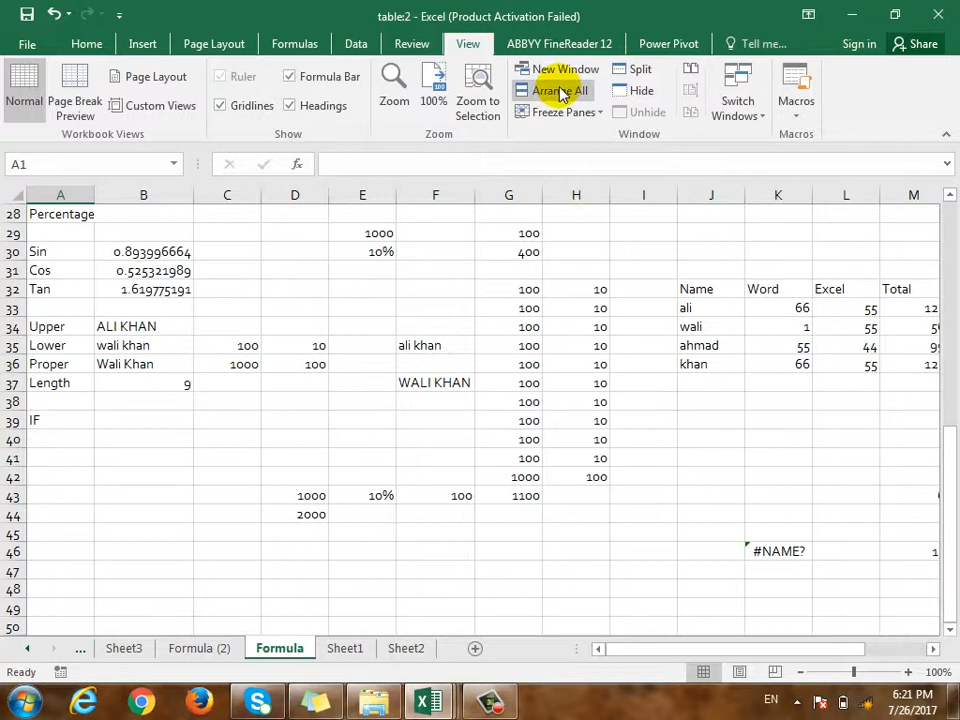 table:2 - Excel (Product Activation Failed)
File Home Insert Page Layout Formulas Data Review View ABBYY FineReader 12 Power Pivot Tell me... Sign in Share
Normal
Page Break Preview
Page Layout
Custom Views
Workbook Views
Ruler Formula Bar
Gridlines Headings
Show
Zoom
100%
Zoom to Selection
Zoom
New Window Split
Arrange All Hide
Freeze Panes Unhide
Window
Switch Windows
Macros
Macros
A1 fx
A B C D E F G H I J K L M
28 Percentage
29 1000 100
30 Sin 0.893996664 10% 400
31 Cos 0.525321989
32 Tan 1.619775191 100 10 Name Word Excel Total
33 100 10 ali 66 55 12
34 Upper ALI KHAN 100 10 wali 1 55
35 Lower wali khan 100 10 ali khan 100 10 ahmad 55 44
36 Proper Wali Khan 1000 100 100 10 khan 66 55 12
37 Length 9 WALI KHAN 100 10
38 100 10
39 IF 100 10
40 100 10
41 100 10
42 1000 100
43 1000 10% 100 1100
44 2000
45
46 #NAME? 1
47
48
49
50
... Sheet3 Formula (2) Formula Sheet1 Sheet2
Ready 100%
EN 6:21 PM
7/26/2017